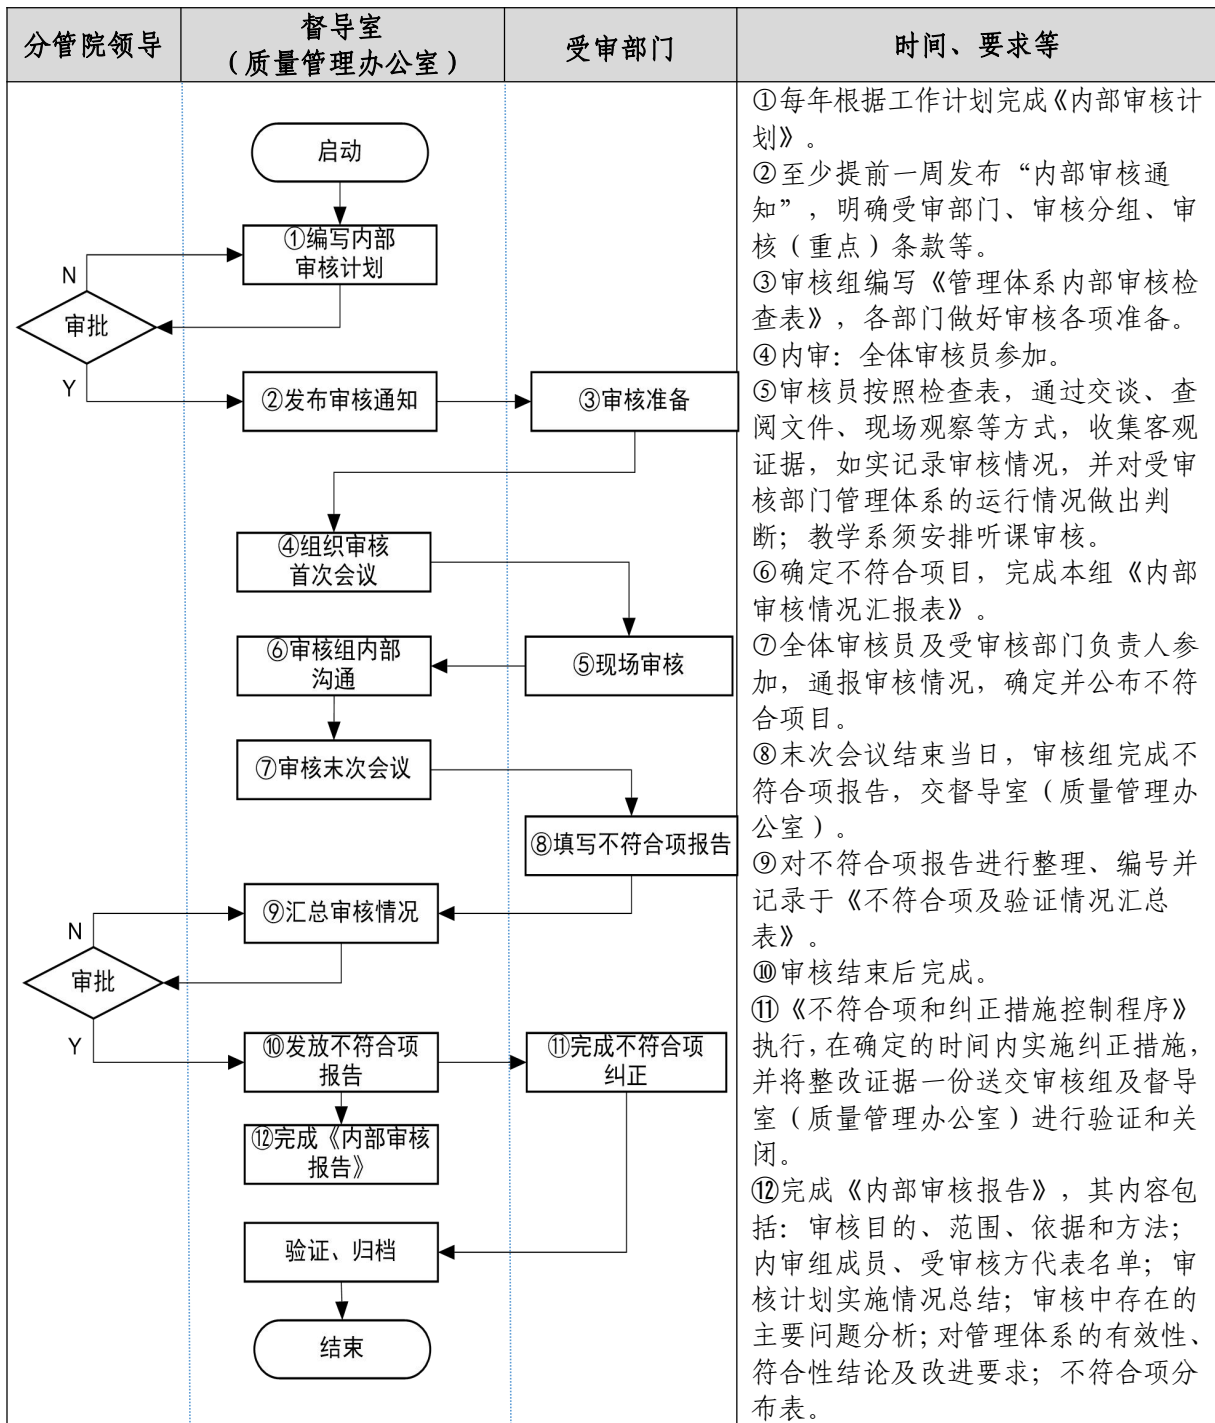 分管院领导
督导室
（质量管理办公室）
受审部门
时间、要求等
启动
①编写内部
审核计划
N
审批
Y
②发布审核通知
③审核准备
④组织审核
首次会议
⑥审核组内部
沟通
⑤现场审核
⑦审核末次会议
⑧填写不符合项报告
⑨汇总审核情况
N
审批
Y
⑩发放不符合项
报告
⑪完成不符合项
纠正
⑫完成《内部审核
报告》
验证、归档
结束
①每年根据工作计划完成《内部审核计
划》。
②至少提前一周发布“内部审核通
知”，明确受审部门、审核分组、审
核（重点）条款等。
③审核组编写《管理体系内部审核检
查表》，各部门做好审核各项准备。
④内审：全体审核员参加。
⑤审核员按照检查表，通过交谈、查
阅文件、现场观察等方式，收集客观
证据，如实记录审核情况，并对受审
核部门管理体系的运行情况做出判
断；教学系须安排听课审核。
⑥确定不符合项目，完成本组《内部
审核情况汇报表》。
⑦全体审核员及受审核部门负责人参
加，通报审核情况，确定并公布不符
合项目。
⑧末次会议结束当日，审核组完成不
符合项报告，交督导室（质量管理办
公室）。
⑨对不符合项报告进行整理、编号并
记录于《不符合项及验证情况汇总
表》。
⑩审核结束后完成。
⑪《不符合项和纠正措施控制程序》
执行，在确定的时间内实施纠正措施，
并将整改证据一份送交审核组及督导
室（质量管理办公室）进行验证和关
闭。
⑫完成《内部审核报告》，其内容包
括：审核目的、范围、依据和方法；
内审组成员、受审核方代表名单；审
核计划实施情况总结；审核中存在的
主要问题分析；对管理体系的有效性、
符合性结论及改进要求；不符合项分
布表。